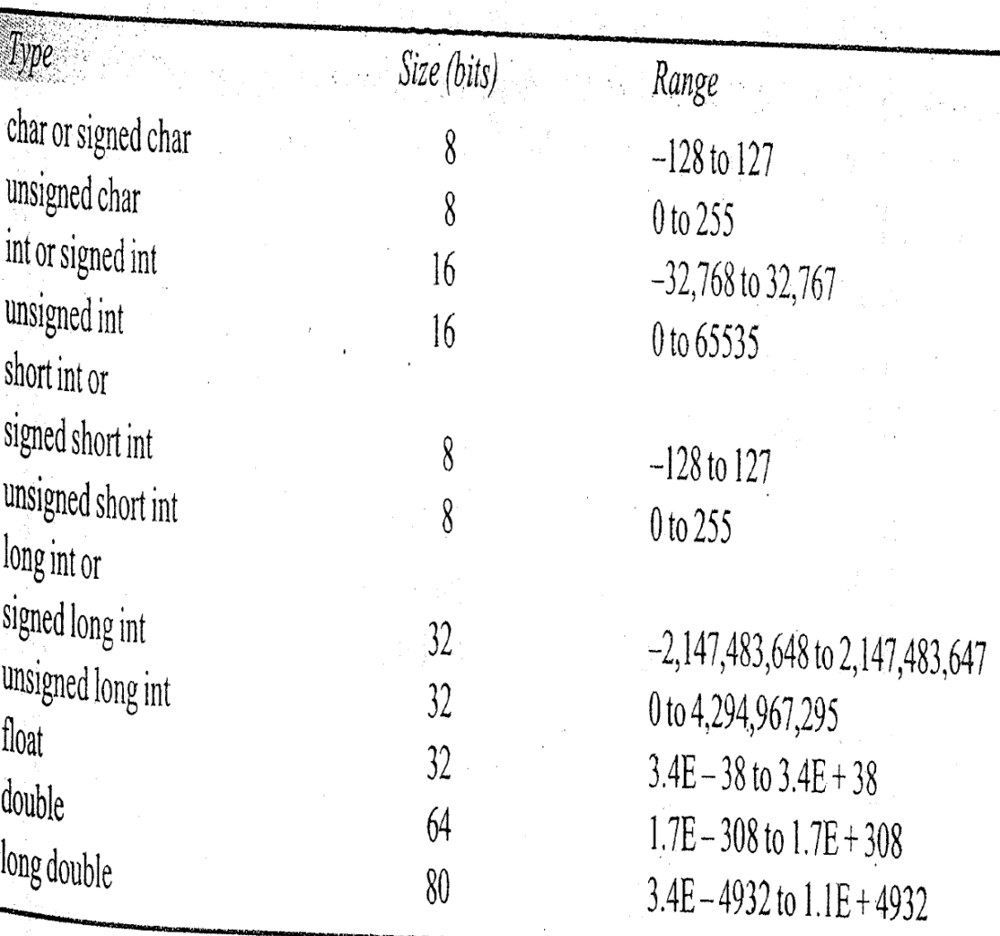 Type Size (bits) Range
char or signed char 8 –128 to 127
unsigned char 8 0 to 255
int or signed int 16 –32,768 to 32,767
unsigned int 16 0 to 65535
short int or
signed short int 8 –128 to 127
unsigned short int 8 0 to 255
long int or
signed long int 32 –2,147,483,648 to 2,147,483,647
unsigned long int 32 0 to 4,294,967,295
float 32 3.4E – 38 to 3.4E + 38
double 64 1.7E – 308 to 1.7E + 308
long double 80 3.4E – 4932 to 1.1E + 4932